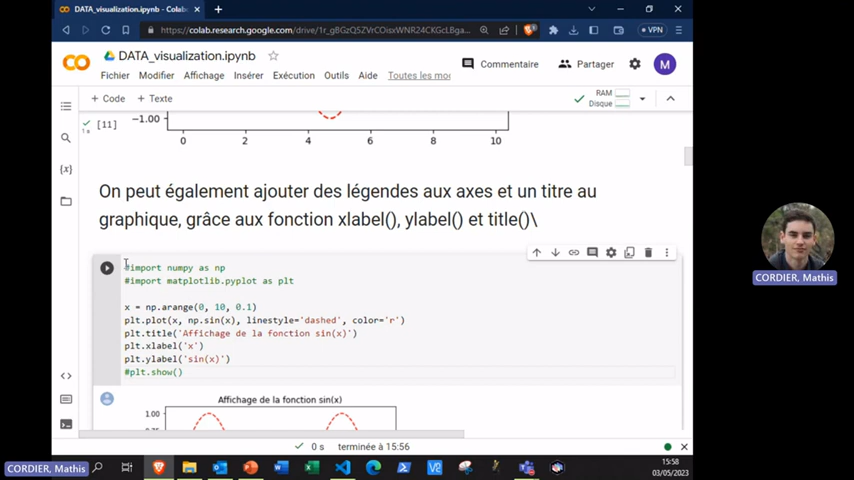 DATA_visualization.ipynb - Colab
https://colab.research.google.com/drive/1r_gBGzQ5ZVrCOisxWNR24CKGcLBga...
VPN
DATA_visualization.ipynb
Commentaire
Partager
M
Fichier Modifier Affichage Insérer Exécution Outils Aide Toutes les mod
+ Code + Texte
RAM
Disque
[11]
1 s
−1.00
0 2 4 6 8 10
On peut également ajouter des légendes aux axes et un titre au
graphique, grâce aux fonction xlabel(), ylabel() et title()\
#import numpy as np
#import matplotlib.pyplot as plt
x = np.arange(0, 10, 0.1)
plt.plot(x, np.sin(x), linestyle='dashed', color='r')
plt.title('Affichage de la fonction sin(x)')
plt.xlabel('x')
plt.ylabel('sin(x)')
#plt.show()
Affichage de la fonction sin(x)
1.00
0 s terminée à 15:56
CORDIER, Mathis
CORDIER, Mathis
15:58
03/05/2023